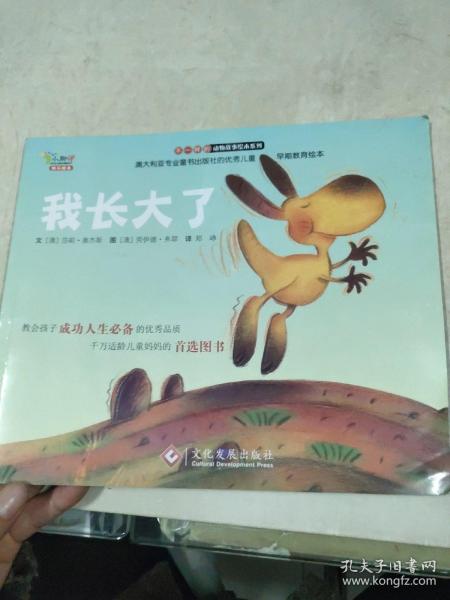 不一样的动物故事绘本系列
澳大利亚专业童书出版社的优秀儿童 早期教育绘本
我长大了
教会孩子成功人生必备的优秀品质
千万适龄儿童妈妈的首选图书
文化发展出版社
Cultural Development Press
孔夫子旧书网
www.kongfz.com